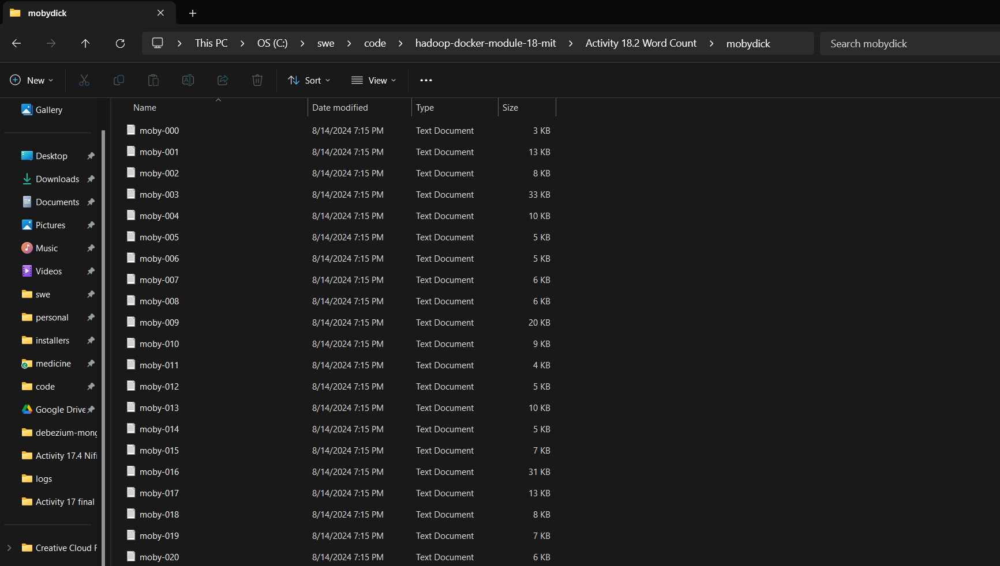 mobydick
This PC > OS (C:) > swe > code > hadoop-docker-module-18-mit > Activity 18.2 Word Count > mobydick
Search mobydick
New
Sort
View
Gallery
Desktop
Downloads
Documents
Pictures
Music
Videos
swe
personal
installers
medicine
code
Google Drive
debezium-mong
Activity 17.4 Nifi
logs
Activity 17 final
Creative Cloud F
Name Date modified Type Size
moby-000 8/14/2024 7:15 PM Text Document 3 KB
moby-001 8/14/2024 7:15 PM Text Document 13 KB
moby-002 8/14/2024 7:15 PM Text Document 8 KB
moby-003 8/14/2024 7:15 PM Text Document 33 KB
moby-004 8/14/2024 7:15 PM Text Document 10 KB
moby-005 8/14/2024 7:15 PM Text Document 5 KB
moby-006 8/14/2024 7:15 PM Text Document 5 KB
moby-007 8/14/2024 7:15 PM Text Document 6 KB
moby-008 8/14/2024 7:15 PM Text Document 6 KB
moby-009 8/14/2024 7:15 PM Text Document 20 KB
moby-010 8/14/2024 7:15 PM Text Document 9 KB
moby-011 8/14/2024 7:15 PM Text Document 4 KB
moby-012 8/14/2024 7:15 PM Text Document 5 KB
moby-013 8/14/2024 7:15 PM Text Document 10 KB
moby-014 8/14/2024 7:15 PM Text Document 5 KB
moby-015 8/14/2024 7:15 PM Text Document 7 KB
moby-016 8/14/2024 7:15 PM Text Document 31 KB
moby-017 8/14/2024 7:15 PM Text Document 13 KB
moby-018 8/14/2024 7:15 PM Text Document 8 KB
moby-019 8/14/2024 7:15 PM Text Document 7 KB
moby-020 8/14/2024 7:15 PM Text Document 6 KB